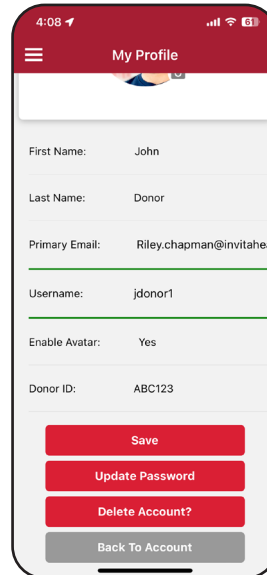 4:08 61
My Profile
First Name: John
Last Name: Donor
Primary Email: Riley.chapman@invitahea
Username: jdonor1
Enable Avatar: Yes
Donor ID: ABC123
Save
Update Password
Delete Account?
Back To Account